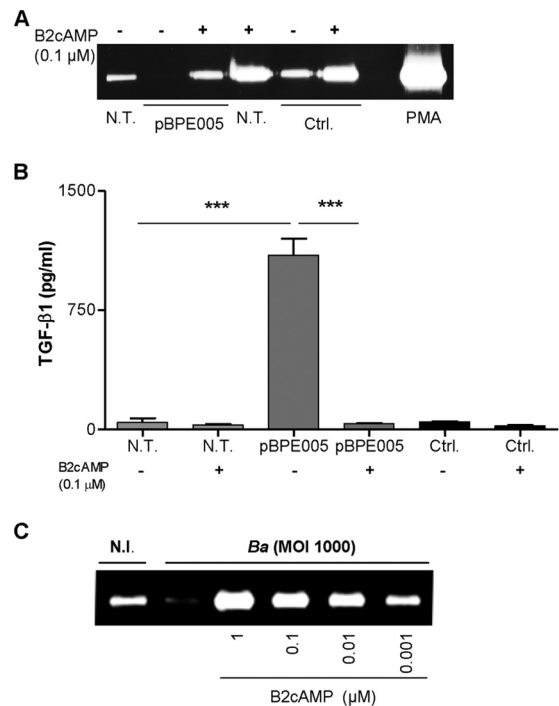 A
B2cAMP - - + + - +
(0.1 µM)
N.T. pBPE005 N.T. Ctrl. PMA
B
1500
*** ***
TGF-β1 (pg/ml)
750
0
N.T. N.T. pBPE005 pBPE005 Ctrl. Ctrl.
B2cAMP - + - + - +
(0.1 µM)
C
N.I. Ba (MOI 1000)
1 0.1 0.01 0.001
B2cAMP (µM)